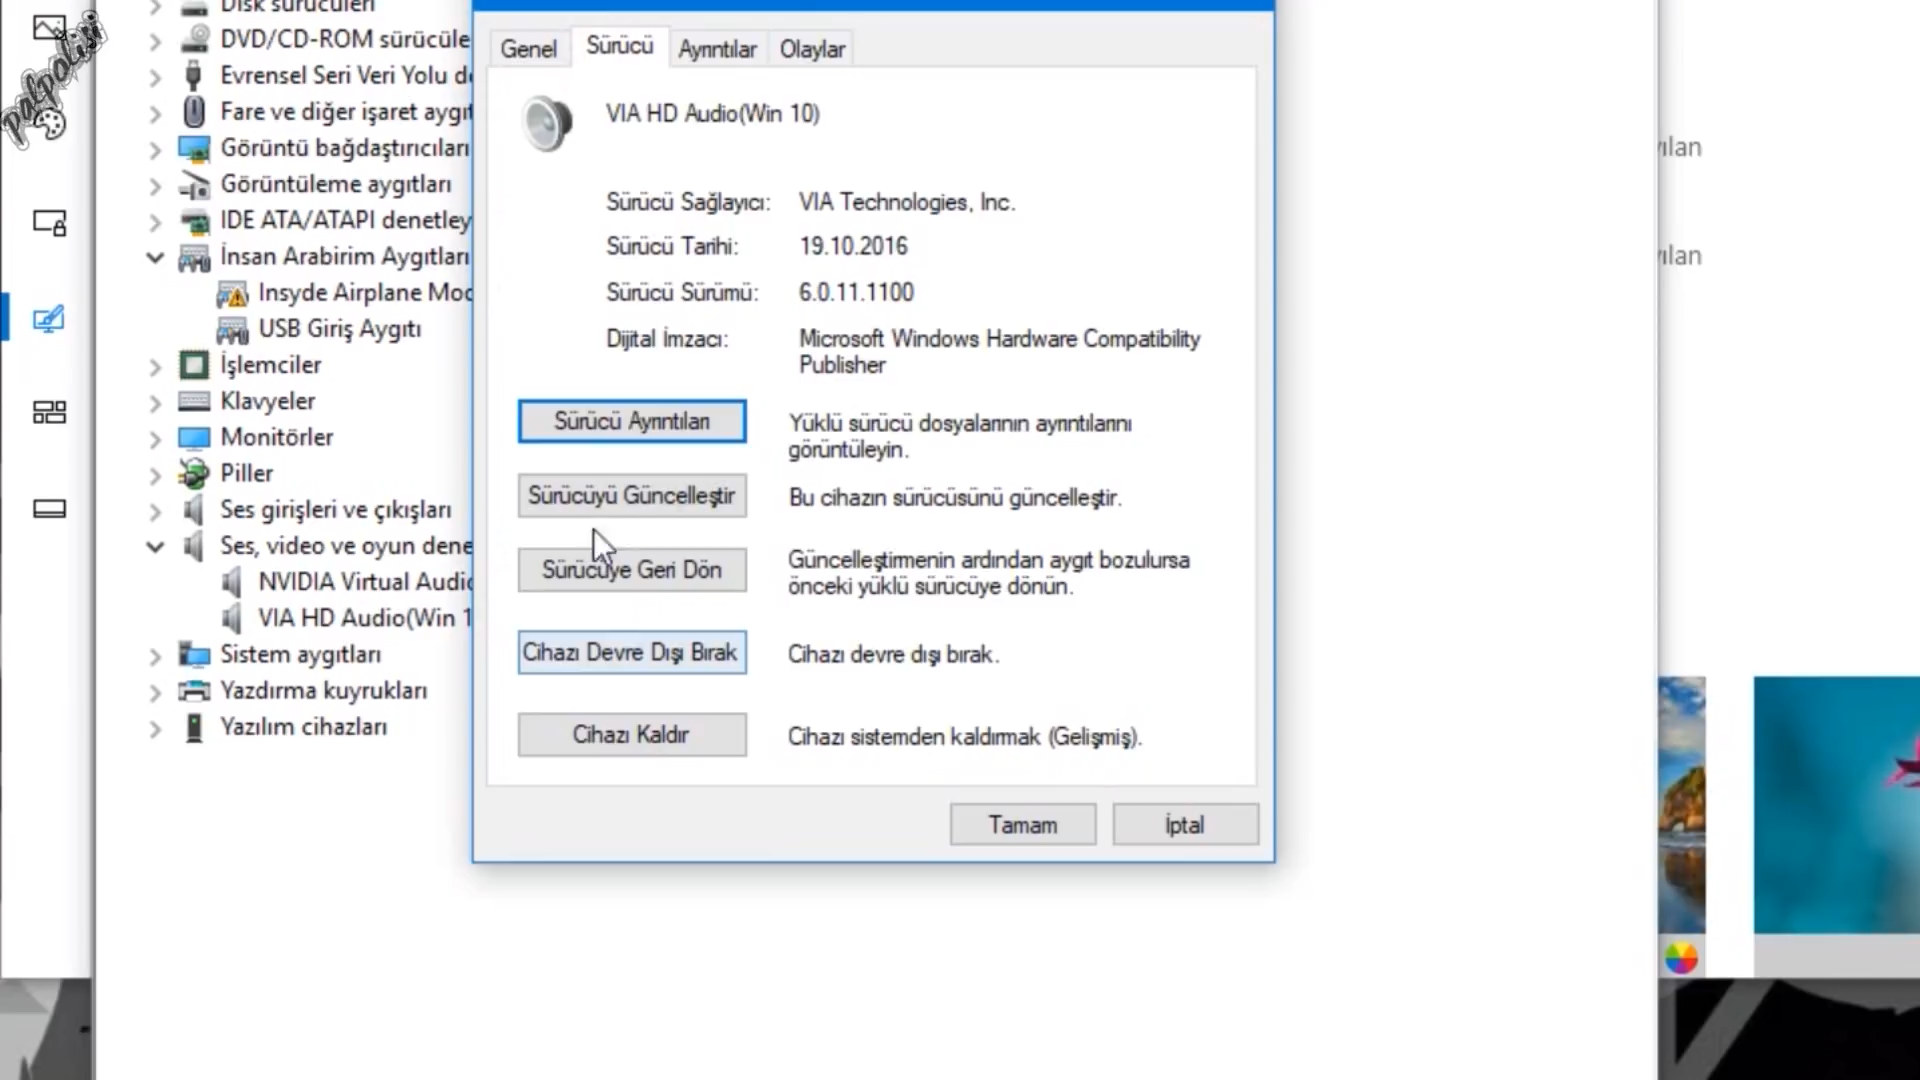 palpolisi
Disk sürücüleri
DVD/CD-ROM sürücüle
Evrensel Seri Veri Yolu d
Fare ve diğer işaret aygıt
Görüntü bağdaştırıcıları
Görüntüleme aygıtları
IDE ATA/ATAPI denetley
İnsan Arabirim Aygıtları
Insyde Airplane Moc
USB Giriş Aygıtı
İşlemciler
Klavyeler
Monitörler
Piller
Ses girişleri ve çıkışları
Ses, video ve oyun dene
NVIDIA Virtual Audio
VIA HD Audio(Win 1
Sistem aygıtları
Yazdırma kuyrukları
Yazılım cihazları
Genel Sürücü Ayrıntılar Olaylar
VIA HD Audio(Win 10)
Sürücü Sağlayıcı: VIA Technologies, Inc.
Sürücü Tarihi: 19.10.2016
Sürücü Sürümü: 6.0.11.1100
Dijital İmzacı: Microsoft Windows Hardware Compatibility
Publisher
Sürücü Ayrıntıları Yüklü sürücü dosyalarının ayrıntılarını
görüntüleyin.
Sürücüyü Güncelleştir Bu cihazın sürücüsünü güncelleştir.
Sürücüye Geri Dön Güncelleştirmenin ardından aygıt bozulursa
önceki yüklü sürücüye dönün.
Cihazı Devre Dışı Bırak Cihazı devre dışı bırak.
Cihazı Kaldır Cihazı sistemden kaldırmak (Gelişmiş).
Tamam İptal
yılan
yılan